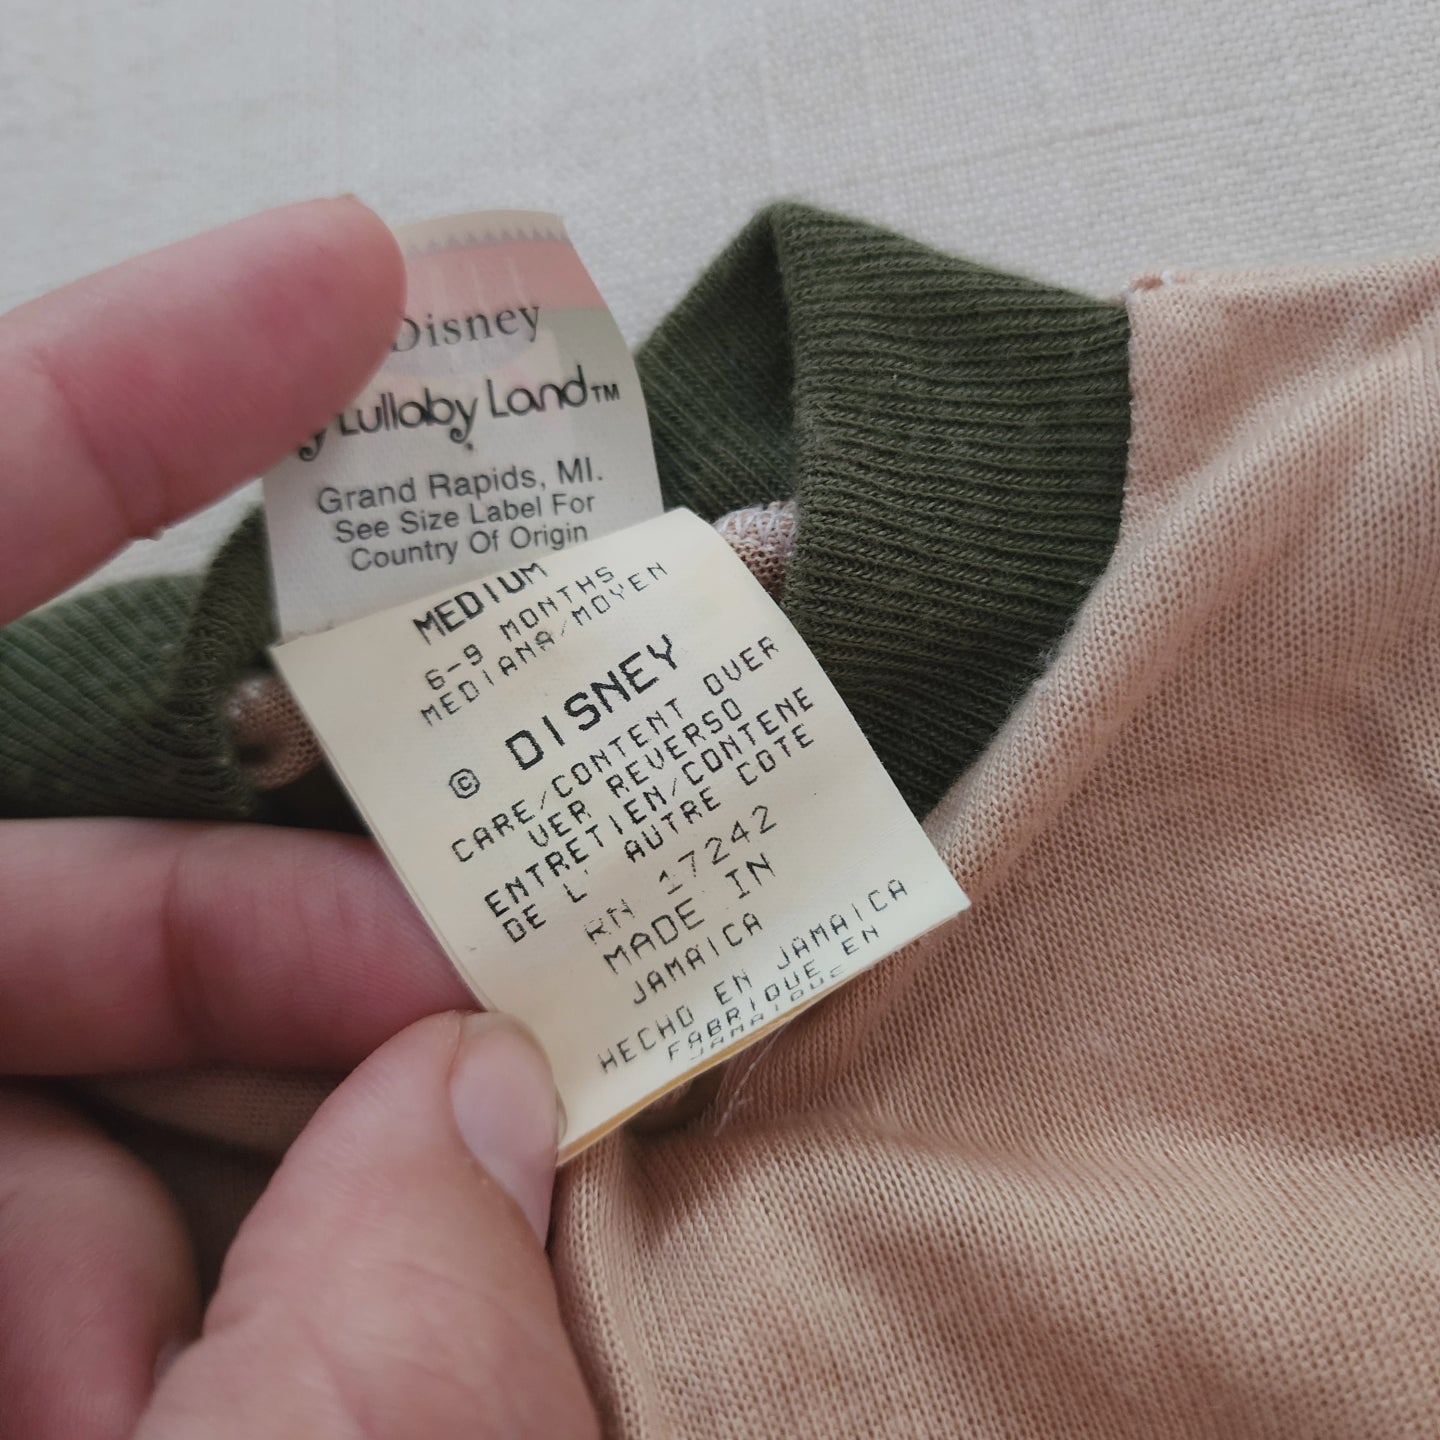 Disney
y Lullaby Land™
Grand Rapids, MI.
See Size Label For
Country Of Origin
MEDIUM
6-9 MONTHS
MEDIANA/MOYEN
© DISNEY
CARE/CONTENT OVER
VER REVERSO
ENTRETIEN/CONTENE
DE L' AUTRE COTE
RN 17242
MADE IN
JAMAICA
HECHO EN JAMAICA
FABRIQUE EN
JAMAIQUE